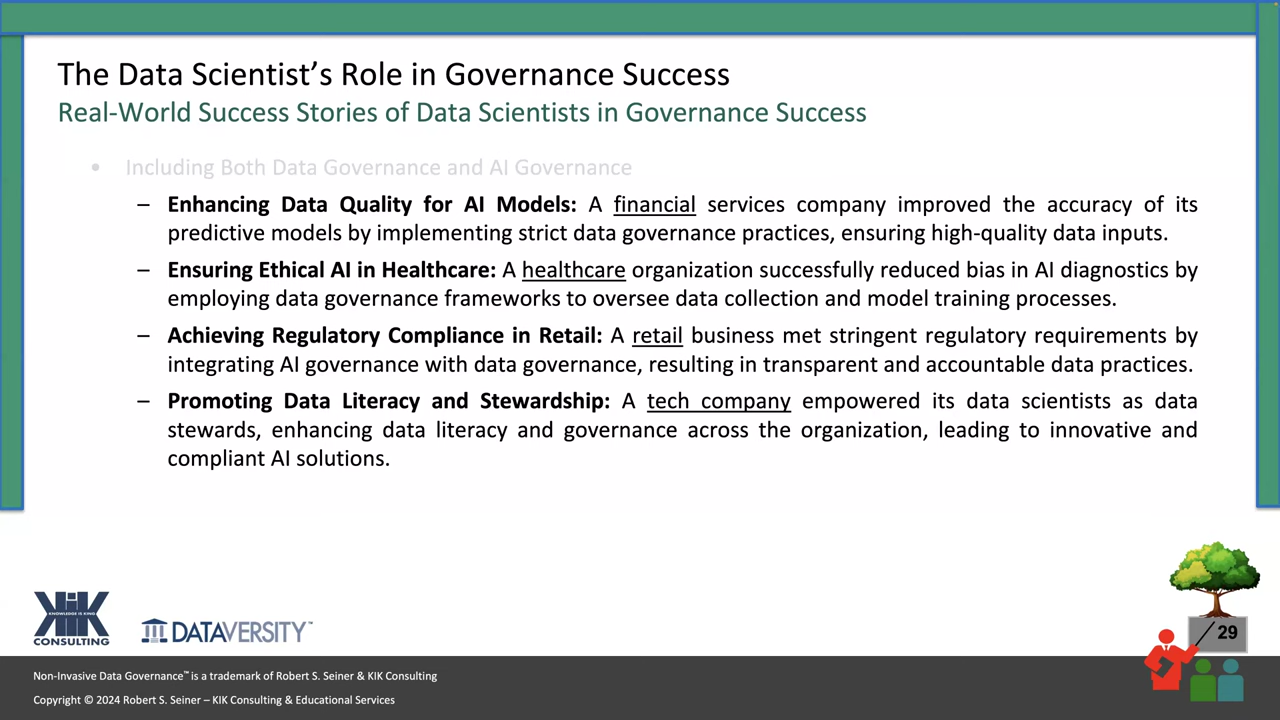 The Data Scientist’s Role in Governance Success
Real-World Success Stories of Data Scientists in Governance Success
• Including Both Data Governance and AI Governance
– Enhancing Data Quality for AI Models: A financial services company improved the accuracy of its
predictive models by implementing strict data governance practices, ensuring high-quality data inputs.
– Ensuring Ethical AI in Healthcare: A healthcare organization successfully reduced bias in AI diagnostics by
employing data governance frameworks to oversee data collection and model training processes.
– Achieving Regulatory Compliance in Retail: A retail business met stringent regulatory requirements by
integrating AI governance with data governance, resulting in transparent and accountable data practices.
– Promoting Data Literacy and Stewardship: A tech company empowered its data scientists as data
stewards, enhancing data literacy and governance across the organization, leading to innovative and
compliant AI solutions.
KIK
KNOWLEDGE IS KING
CONSULTING
DATAVERSITY™
29
Non-Invasive Data Governance™ is a trademark of Robert S. Seiner & KIK Consulting
Copyright © 2024 Robert S. Seiner – KIK Consulting & Educational Services